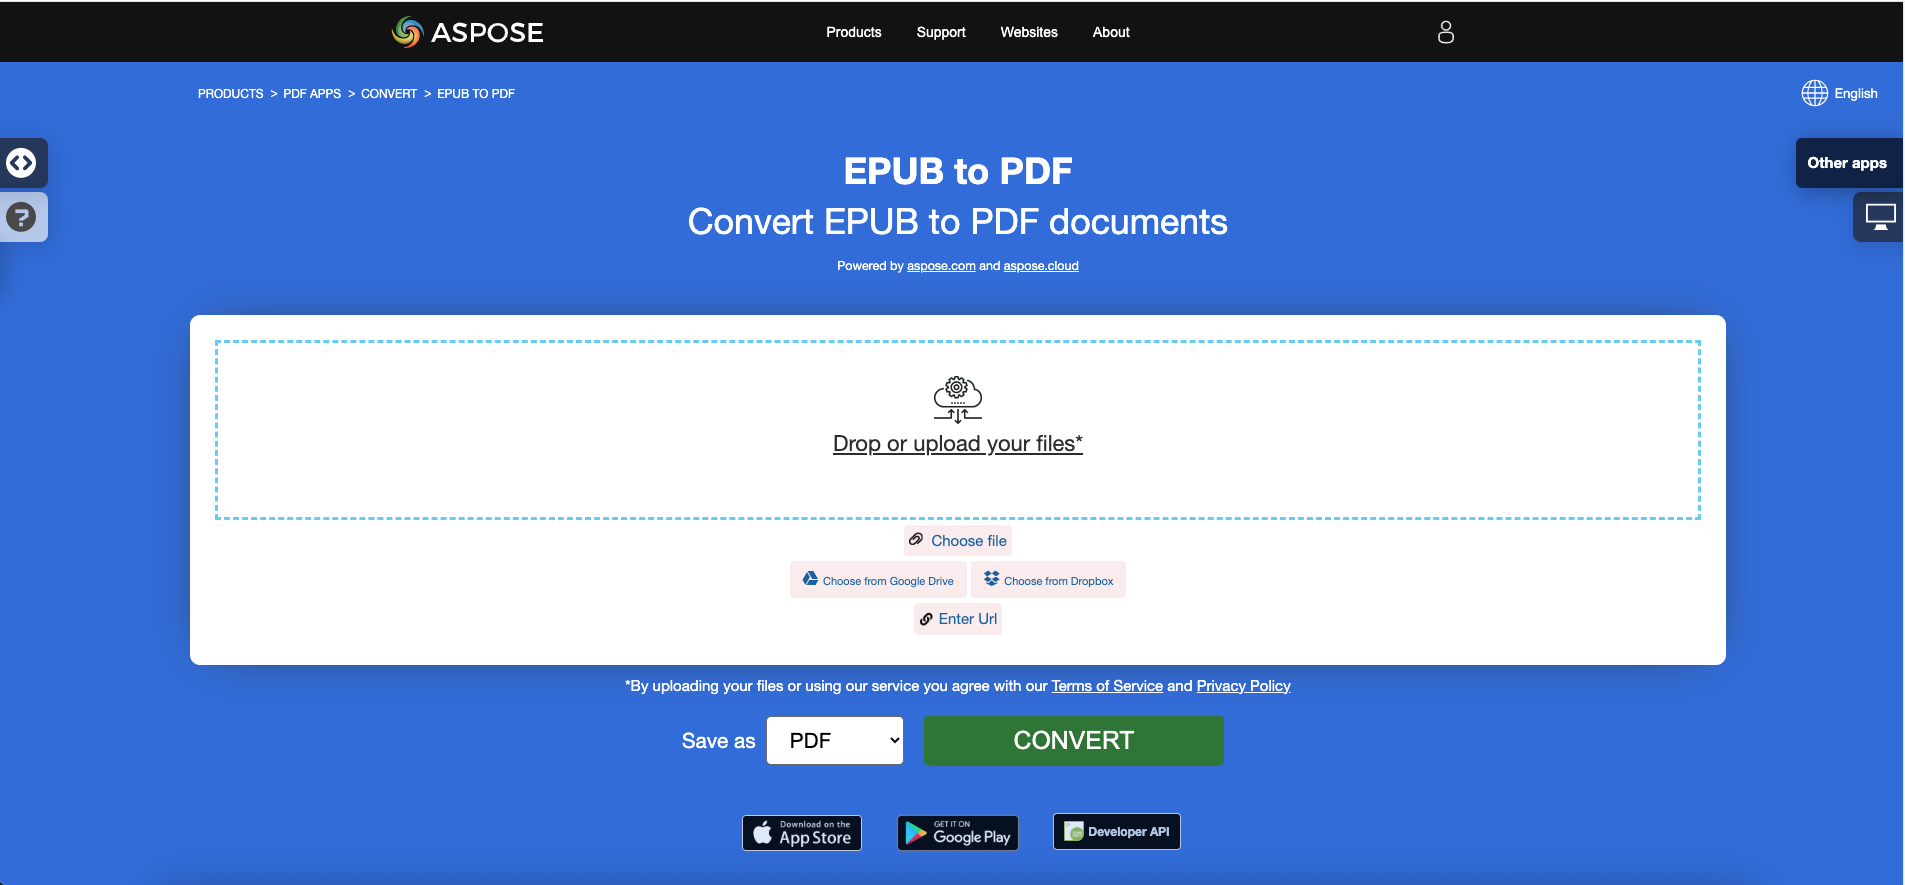 ASPOSE
Products Support Websites About
PRODUCTS > PDF APPS > CONVERT > EPUB TO PDF
English
Other apps
?
EPUB to PDF
Convert EPUB to PDF documents
Powered by aspose.com and aspose.cloud
Drop or upload your files*
Choose file
Choose from Google Drive Choose from Dropbox
Enter Url
*By uploading your files or using our service you agree with our Terms of Service and Privacy Policy
Save as PDF CONVERT
Download on the
App Store
GET IT ON
Google Play
Developer API